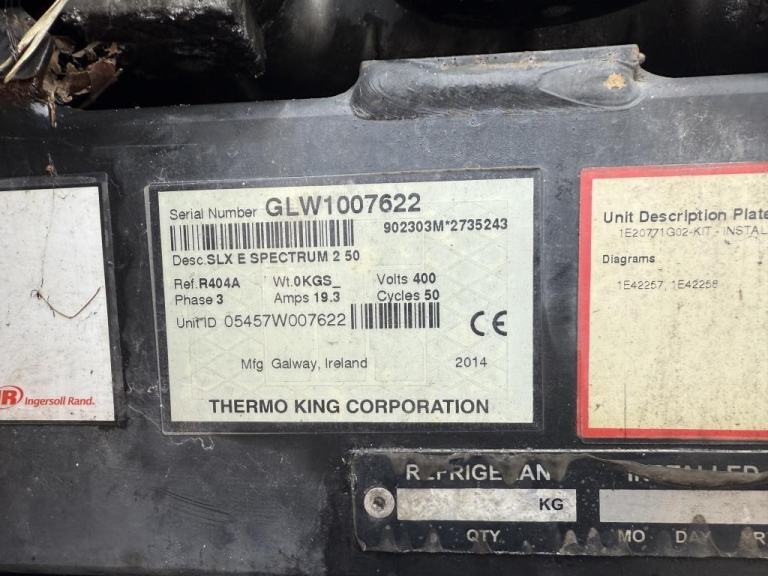 Serial Number GLW1007622
902303M*2735243
Desc.SLX E SPECTRUM 2 50
Ref.R404A Wt.0KGS_ Volts 400
Phase 3 Amps 19.3 Cycles 50
Unit ID 05457W007622
CE
Mfg Galway, Ireland 2014
THERMO KING CORPORATION
Ingersoll Rand.
Unit Description Plate
1E20771G02-KIT - INSTAL
Diagrams
1E42257, 1E42258
REFRIGERAN INSTALLED
KG
QTY MO DAY